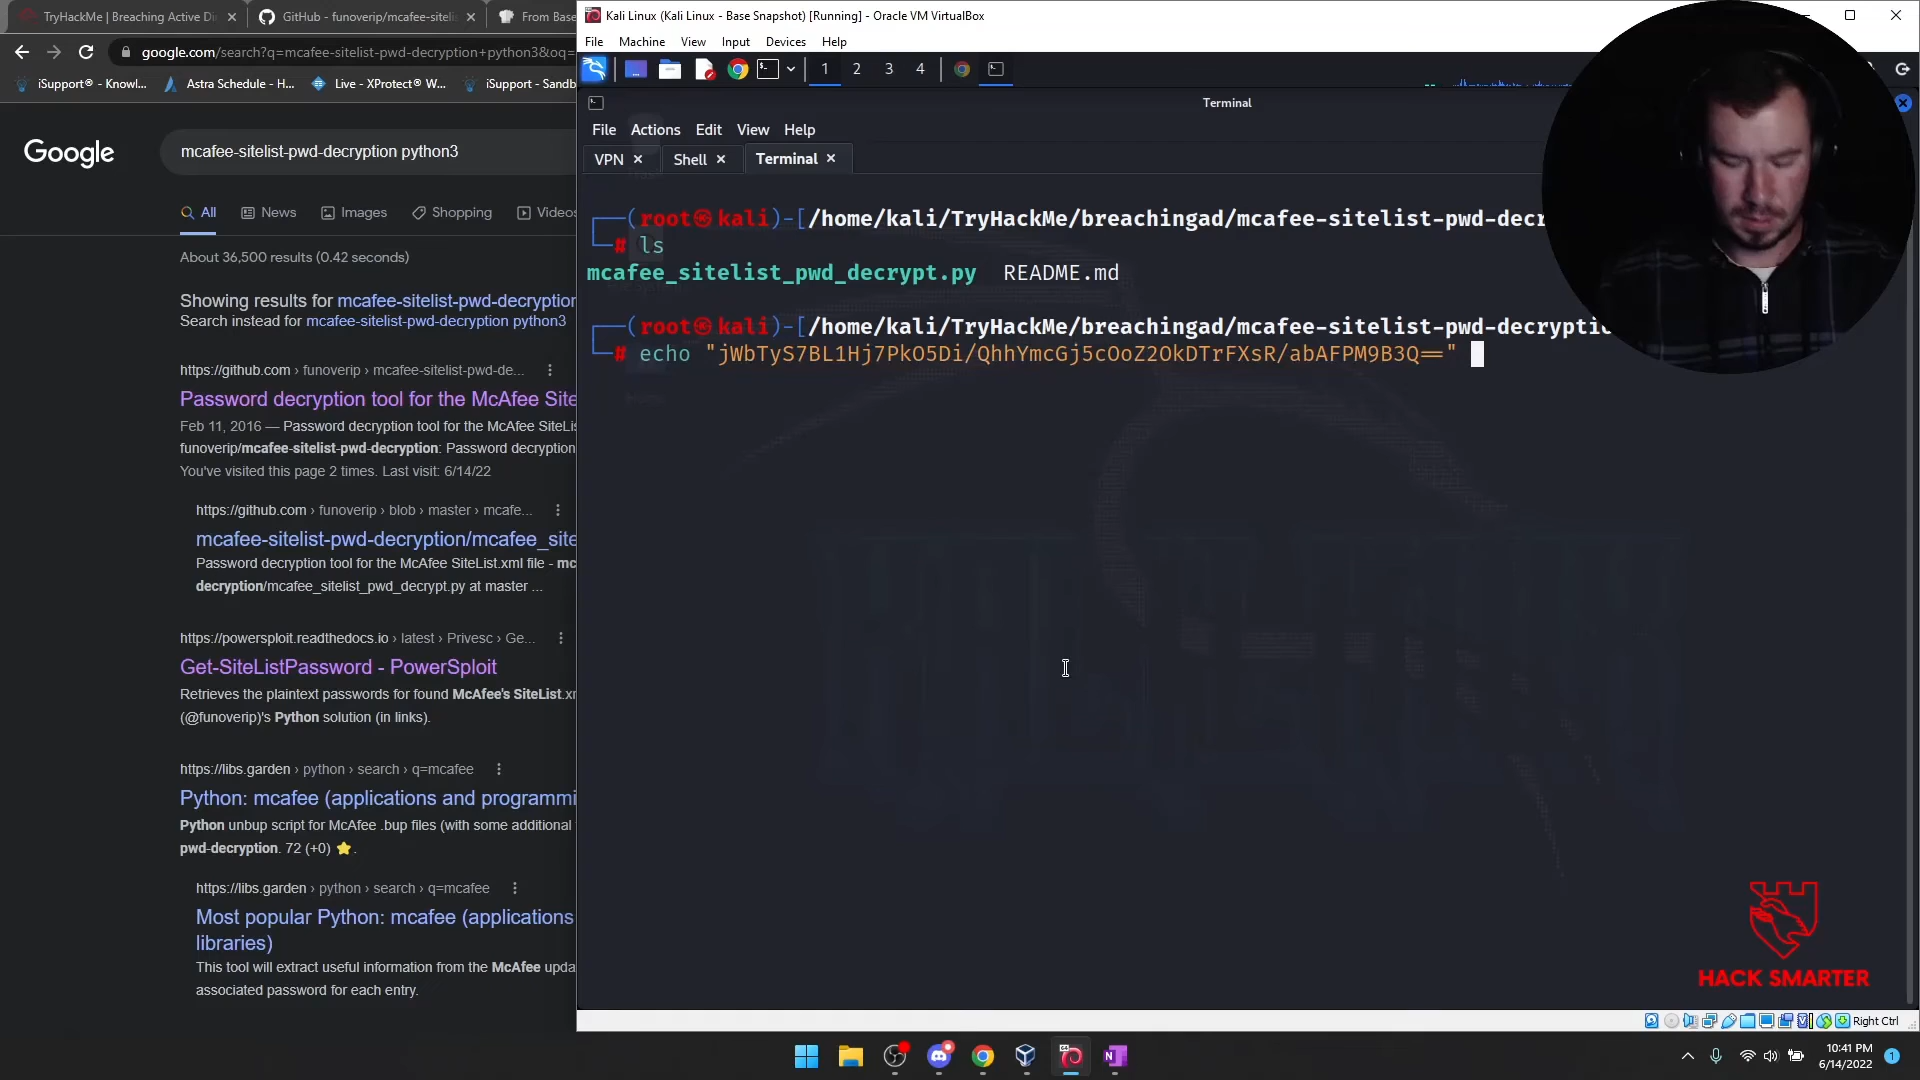 TryHackMe | Breaching Active Di
GitHub - funoverip/mcafee-siteli
From Base
google.com/search?q=mcafee-sitelist-pwd-decryption+python3&oq=
iSupport® - Knowl...
Astra Schedule - H...
Live - XProtect® W...
iSupport - Sandb
Google
mcafee-sitelist-pwd-decryption python3
All
News
Images
Shopping
Videos
About 36,500 results (0.42 seconds)
Showing results for mcafee-sitelist-pwd-decryption
Search instead for mcafee-sitelist-pwd-decryption python3
https://github.com › funoverip › mcafee-sitelist-pwd-de...
Password decryption tool for the McAfee Site
Feb 11, 2016 — Password decryption tool for the McAfee SiteLis
funoverip/mcafee-sitelist-pwd-decryption: Password decryption
You've visited this page 2 times. Last visit: 6/14/22
https://github.com › funoverip › blob › master › mcafe...
mcafee-sitelist-pwd-decryption/mcafee_site
Password decryption tool for the McAfee SiteList.xml file - mc
decryption/mcafee_sitelist_pwd_decrypt.py at master ...
https://powersploit.readthedocs.io › latest › Privesc › Ge...
Get-SiteListPassword - PowerSploit
Retrieves the plaintext passwords for found McAfee's SiteList.xm
(@funoverip)'s Python solution (in links).
https://libs.garden › python › search › q=mcafee
Python: mcafee (applications and programmi
Python unbup script for McAfee .bup files (with some additional
pwd-decryption. 72 (+0) ⭐.
https://libs.garden › python › search › q=mcafee
Most popular Python: mcafee (applications
libraries)
This tool will extract useful information from the McAfee upda
associated password for each entry.
Kali Linux (Kali Linux - Base Snapshot) [Running] - Oracle VM VirtualBox
File Machine View Input Devices Help
1 2 3 4
Terminal
File Actions Edit View Help
VPN × Shell × Terminal ×
┌──(root㉿kali)-[/home/kali/TryHackMe/breachingad/mcafee-sitelist-pwd-decr
└─# ls
mcafee_sitelist_pwd_decrypt.py README.md
┌──(root㉿kali)-[/home/kali/TryHackMe/breachingad/mcafee-sitelist-pwd-decryptio
└─# echo "jWbTyS7BL1Hj7PkO5Di/QhhYmcGj5cOoZ2OkDTrFXsR/abAFPM9B3Q=="
HACK SMARTER
Right Ctrl
10:41 PM
6/14/2022
1